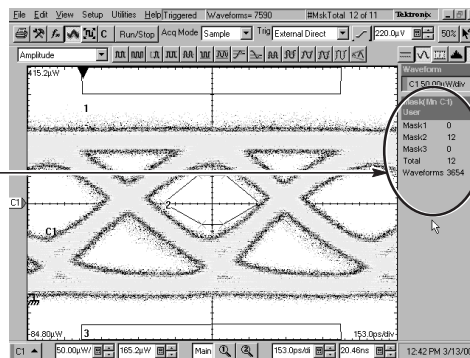 File Edit View Setup Utilities Help Triggered Waveforms= 7590 #MskTotal 12 of 11 Tektronix
C Run/Stop Acq Mode Sample Trig External Direct 220.0µV 50%
Amplitude
415.2µW
Waveform
C1 50.00µW/div
Mask(Mn C1)
User
Mask1 0
Mask2 12
Mask3 0
Total 12
Waveforms 3654
1
2
C1
C1
-84.80µW
3
153.0ps/div
C1 50.00µW/ 165.2µW Main 153.0ps/di 20.46ns 12:42 PM 3/13/0